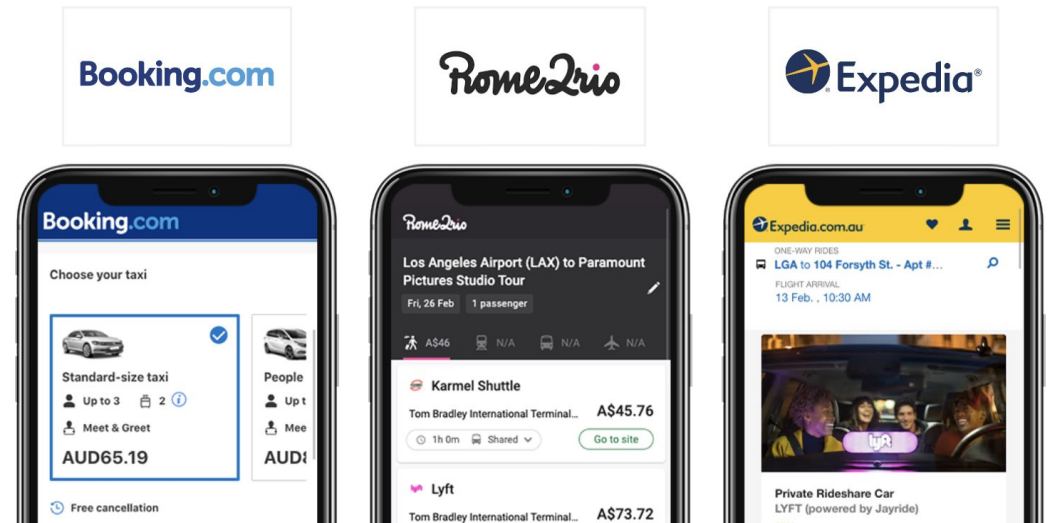 Booking.com
Rome2rio
Expedia®
Booking.com
Choose your taxi
Standard-size taxi
Up to 3
2
Meet & Greet
AUD65.19
People
Up t
Mee
AUD
Free cancellation
Rome2rio
Los Angeles Airport (LAX) to Paramount
Pictures Studio Tour
Fri, 26 Feb
1 passenger
A$46
N/A
N/A
N/A
Karmel Shuttle
Tom Bradley International Terminal...
A$45.76
1h 0m
Shared
Go to site
Lyft
Tom Bradley International Terminal...
A$73.72
Expedia.com.au
ONE-WAY RIDES
LGA to 104 Forsyth St. - Apt #...
FLIGHT ARRIVAL
13 Feb. , 10:30 AM
lyft
Private Rideshare Car
LYFT (powered by Jayride)